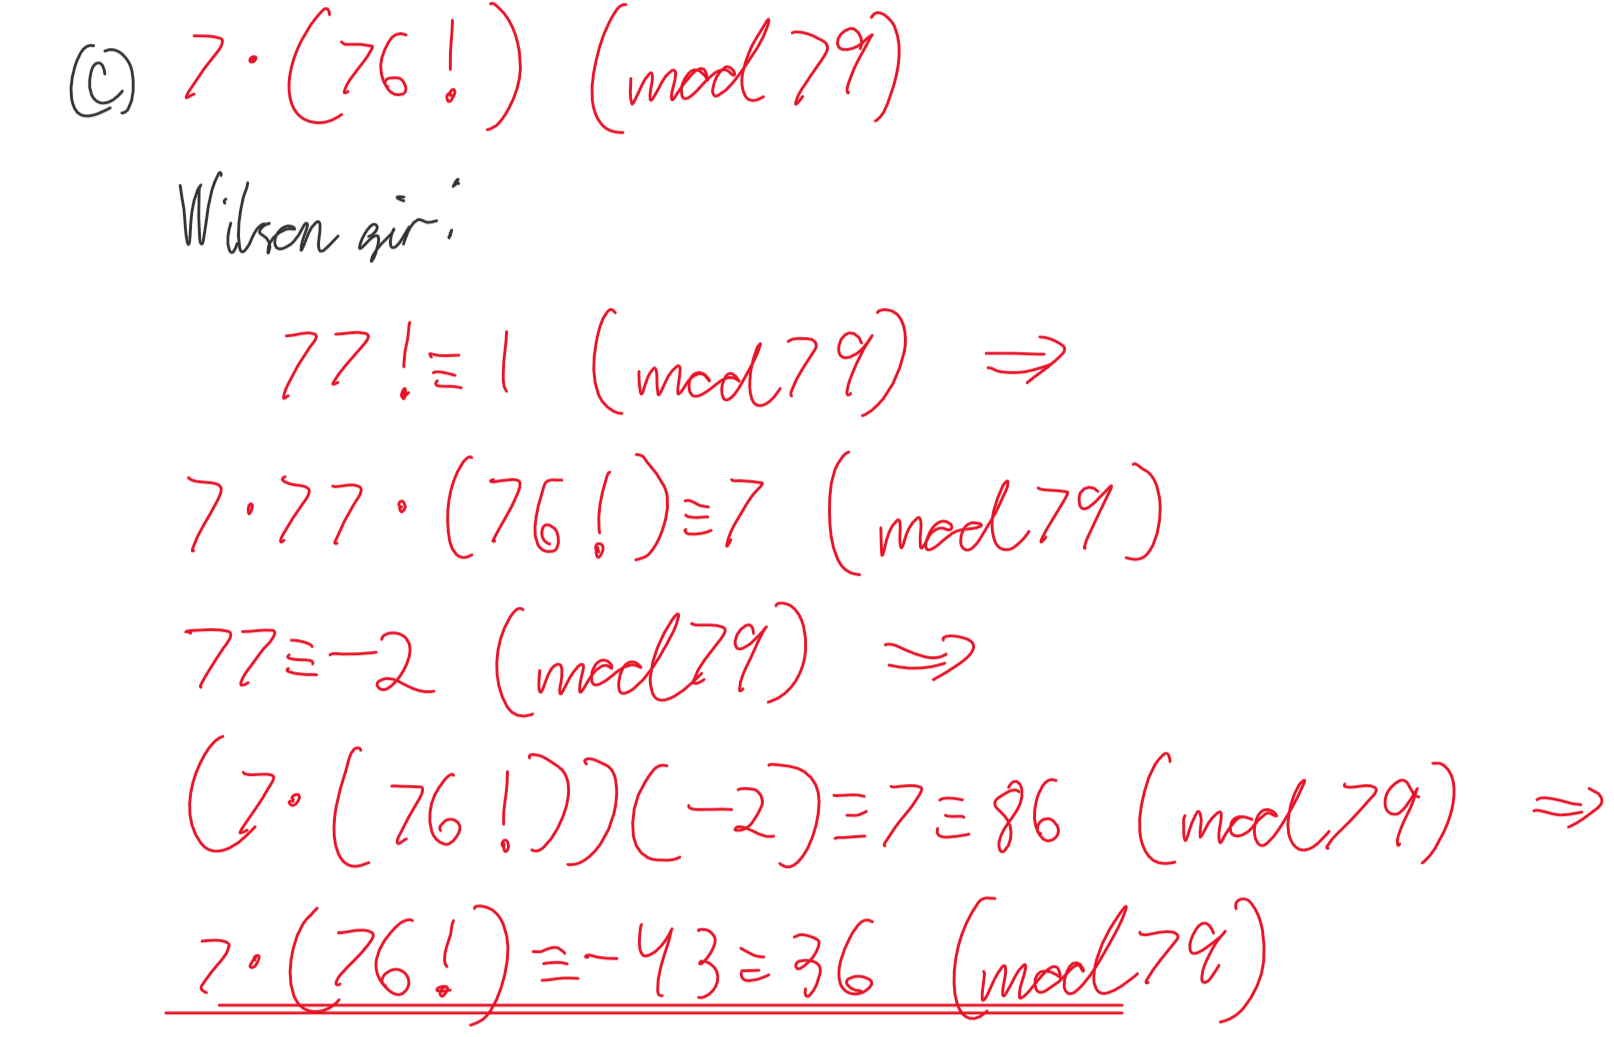 (c) 7·(76!) (mod 79)
Wilson gir:
77! ≡ 1 (mod 79) ⇒
7·77·(76!) ≡ 7 (mod 79)
77 ≡ -2 (mod 79) ⇒
(7·(76!))(-2) ≡ 7 ≡ 86 (mod 79) ⇒
7·(76!) ≡ -43 ≡ 36 (mod 79)